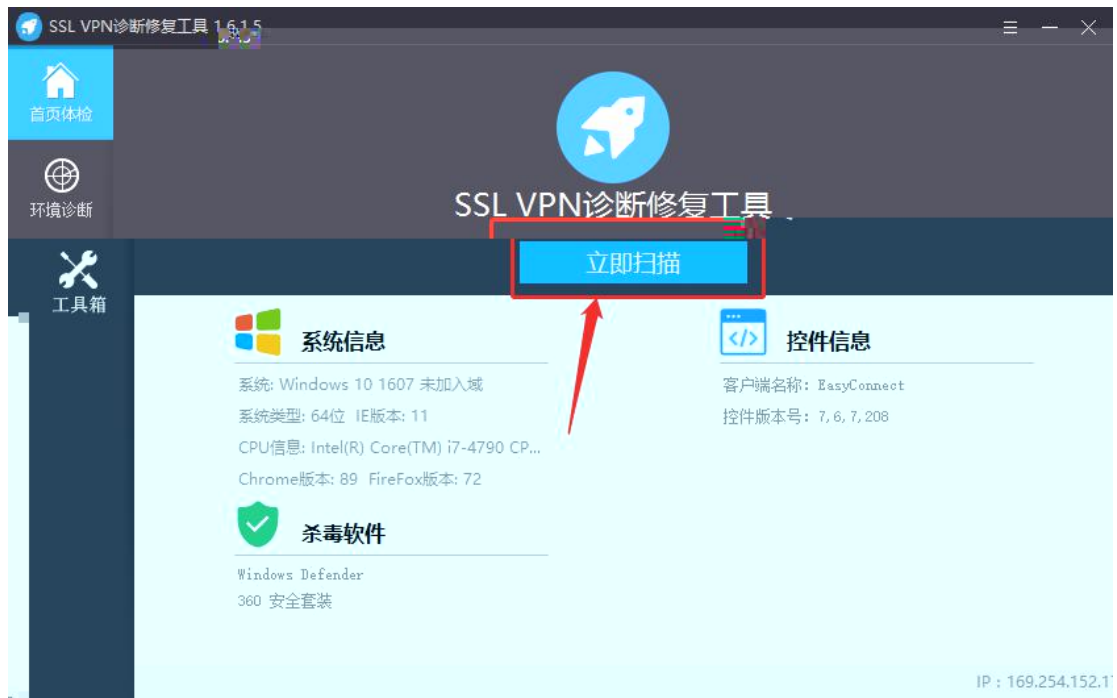 SSL VPN诊断修复工具 1.6.1.5
首页体检
环境诊断
工具箱
SSL VPN诊断修复工具
立即扫描
系统信息
系统: Windows 10 1607 未加入域
系统类型: 64位 IE版本: 11
CPU信息: Intel(R) Core(TM) i7-4790 CP...
Chrome版本: 89 FireFox版本: 72
控件信息
客户端名称: EasyConnect
控件版本号: 7,6,7,208
杀毒软件
Windows Defender
360 安全套装
IP : 169.254.152.1